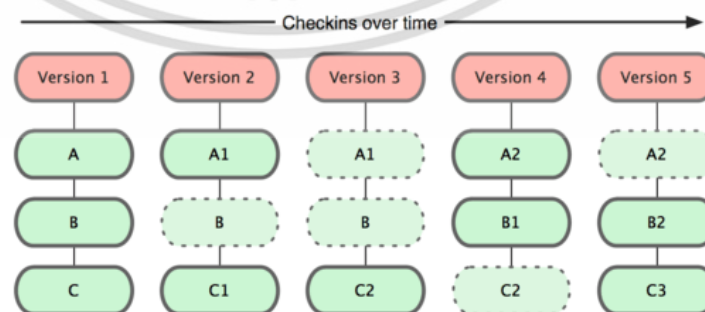 Checkins over time
Version 1 Version 2 Version 3 Version 4 Version 5
A A1 A1 A2 A2
B B B B1 B2
C C1 C2 C2 C3